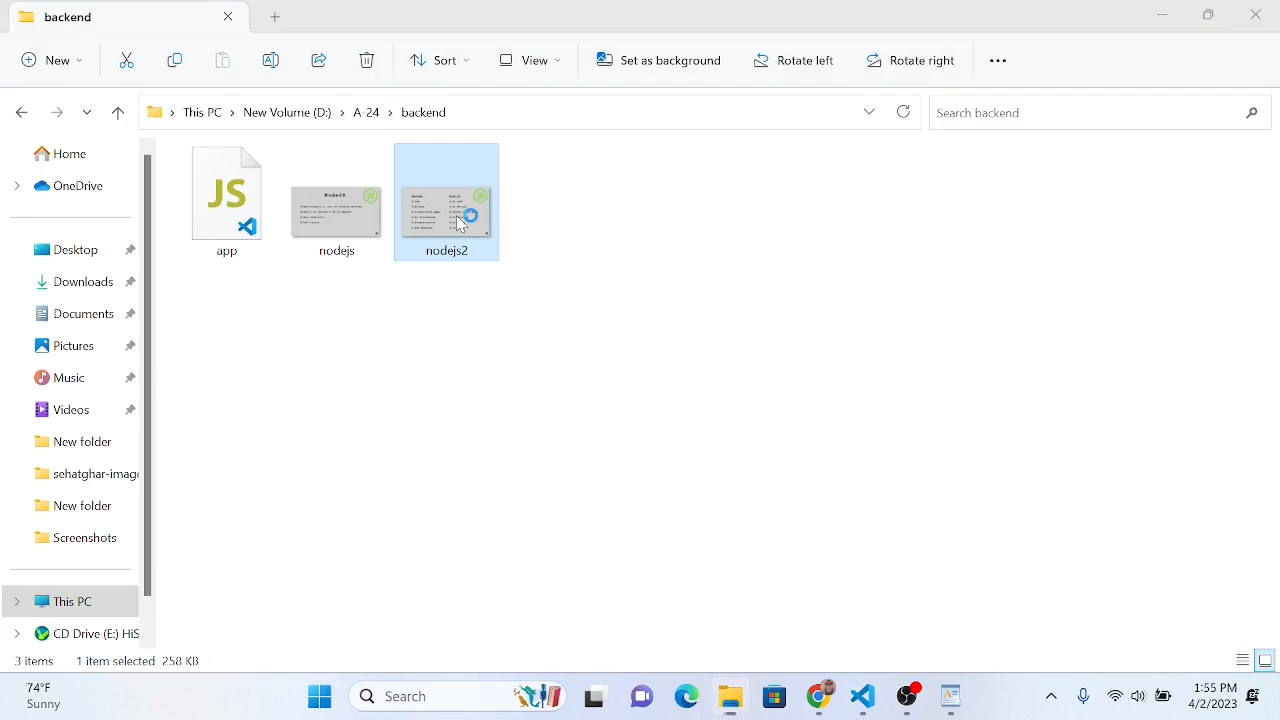 backend
New
Sort
View
Set as background
Rotate left
Rotate right
This PC
New Volume (D:)
A-24
backend
Search backend
Home
OneDrive
Desktop
Downloads
Documents
Pictures
Music
Videos
New folder
sehatghar-imag
New folder
Screenshots
This PC
CD Drive (E:) HiS
JS
app
NodeJS
nodejs
nodejs2
3 items
1 item selected 258 KB
74°F
Sunny
Search
1:55 PM
4/2/2023